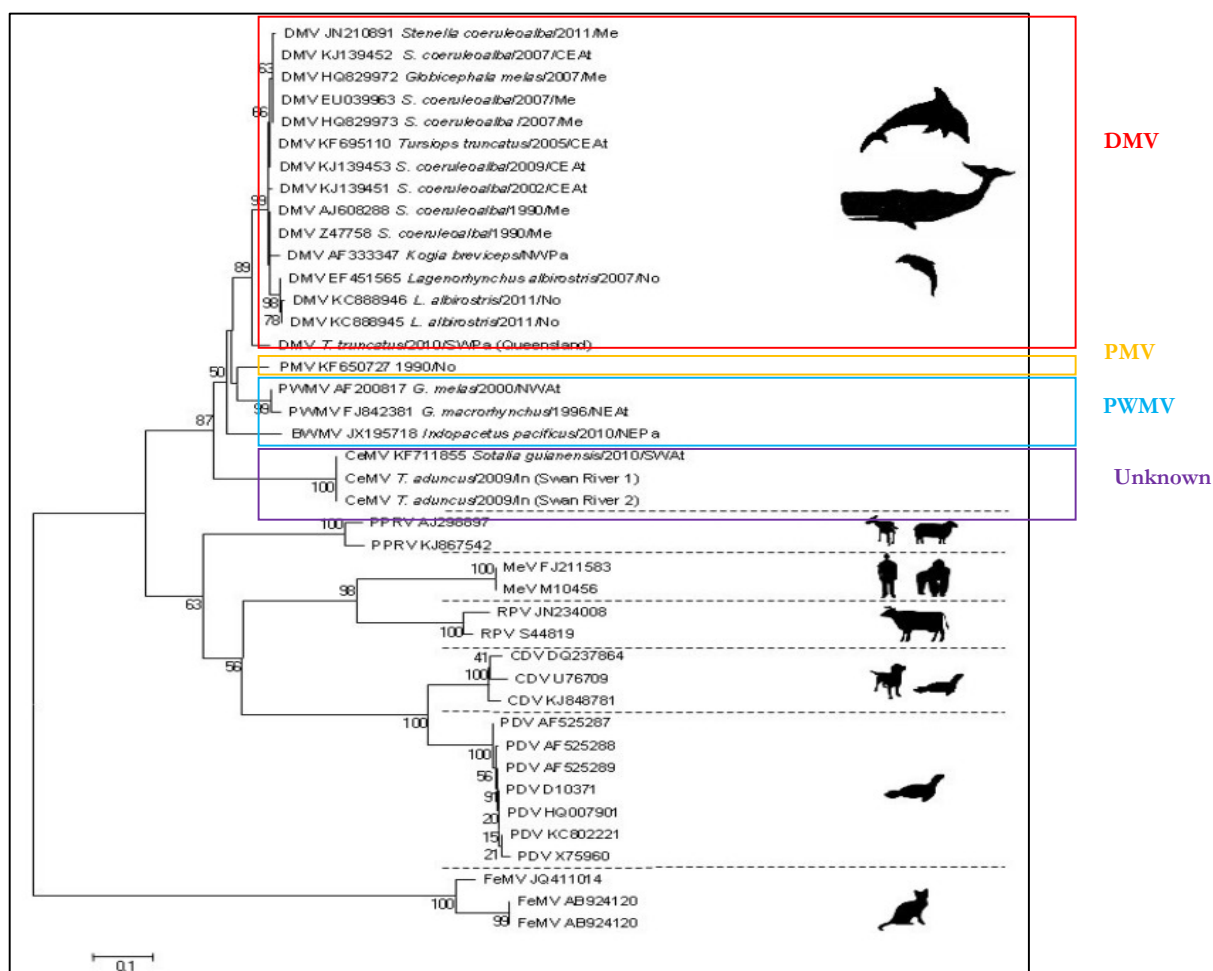 DMV JN210891 Stenella coeruleoalba/2011/Me
DMV KJ139452 S. coeruleoalba/2007/CEAt
63
DMV HQ829972 Globicephala melas/2007/Me
DMV EU039963 S. coeruleoalba/2007/Me
66
DMV HQ829973 S. coeruleoalba/2007/Me
DMV KF695110 Tursiops truncatus/2005/CEAt
DMV
DMV KJ139453 S. coeruleoalba/2009/CEAt
DMV KJ139451 S. coeruleoalba/2002/CEAt
99
DMV AJ608288 S. coeruleoalba/1990/Me
DMV Z47758 S. coeruleoalba/1990/Me
DMV AF333347 Kogia breviceps/NWPa
89
DMV EF451565 Lagenorhynchus albirostris/2007/No
98
DMV KC888946 L. albirostris/2011/No
78
DMV KC888945 L. albirostris/2011/No
DMV T. truncatus/2010/SWPa (Queensland)
PMV
PMV KF650727 1990/No
50
PWMV AF200817 G. melas/2000/NWAt
PWMV
99
PWMV FJ842381 G. macrorhynchus/1996/NEAt
87
BWMV JX195718 Indopacetus pacificus/2010/NEPa
CeMV KF711855 Sotalia guianensis/2010/SWAt
Unknown
100
CeMV T. aduncus/2009/In (Swan River 1)
CeMV T. aduncus/2009/In (Swan River 2)
100
PPRV AJ298897
PPRV KJ867542
100
MeV FJ211583
98
MeV M10456
63
RPV JN234008
100
RPV S44819
41
CDV DQ237864
56
100
CDV U76709
CDV KJ848781
100
PDV AF525287
PDV AF525288
100
PDV AF525289
56
PDV D10371
91
PDV HQ007901
20
PDV KC802221
15
PDV X75960
21
FeMV JQ411014
100
FeMV AB924120
99
FeMV AB924120
0.1